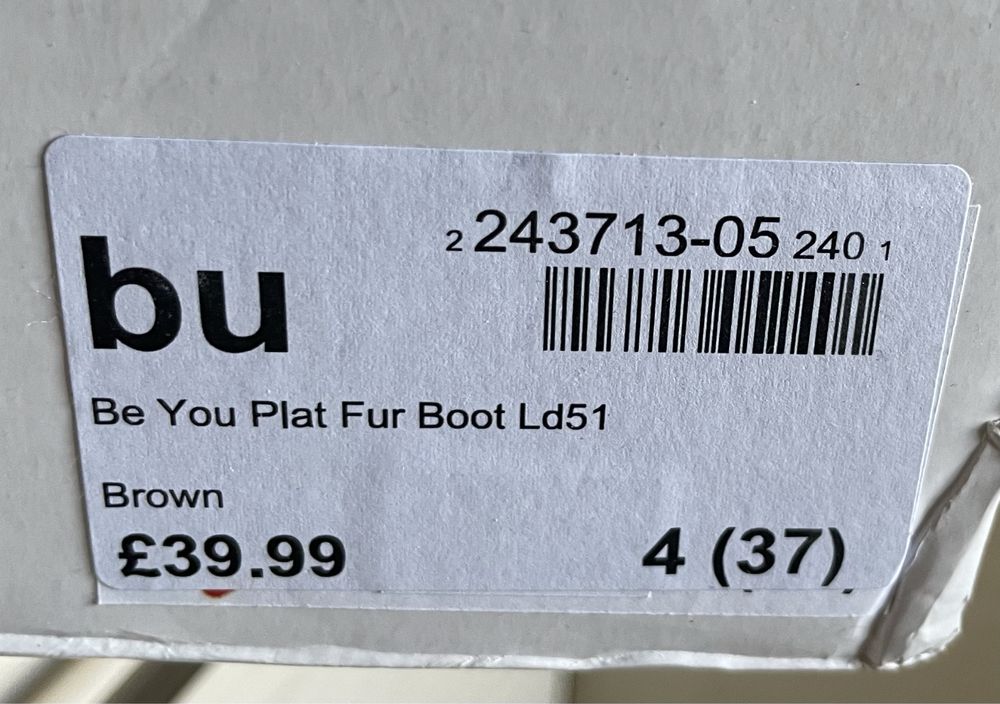 bu
2 243713-05 240 1
Be You Plat Fur Boot Ld51
Brown
£39.99 4 (37)